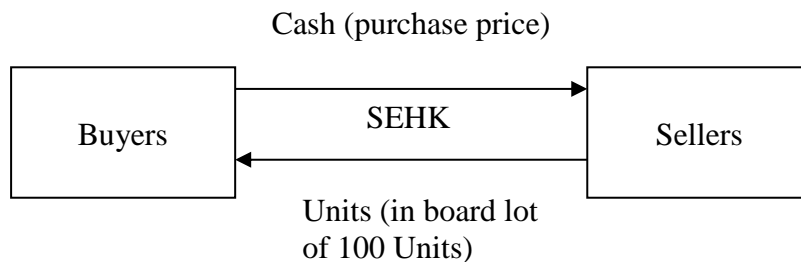 Cash (purchase price)
Buyers
SEHK
Sellers
Units (in board lot
of 100 Units)